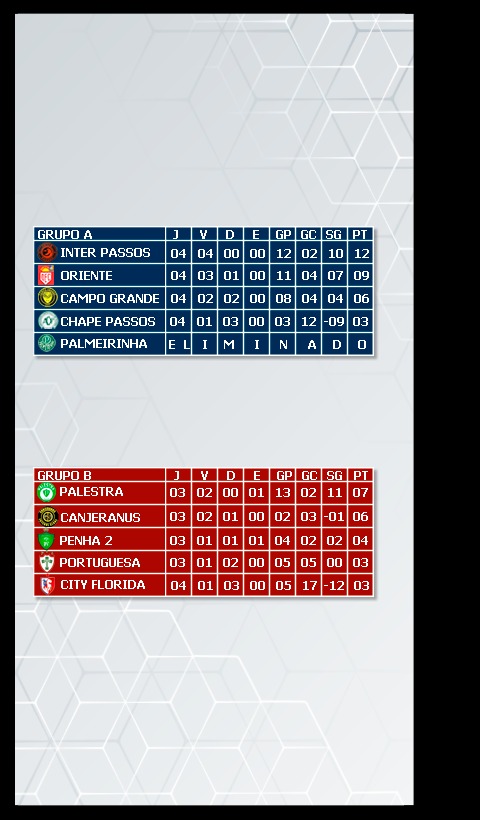 GRUPO A J V D E GP GC SG PT
INTER PASSOS 04 04 00 00 12 02 10 12
ORIENTE 04 03 01 00 11 04 07 09
CAMPO GRANDE 04 02 02 00 08 04 04 06
CHAPE PASSOS 04 01 03 00 03 12 -09 03
PALMEIRINHA E L I M I N A D O
GRUPO B J V D E GP GC SG PT
PALESTRA 03 02 00 01 13 02 11 07
CANJERANUS 03 02 01 00 02 03 -01 06
PENHA 2 03 01 01 01 04 02 02 04
PORTUGUESA 03 01 02 00 05 05 00 03
CITY FLORIDA 04 01 03 00 05 17 -12 03